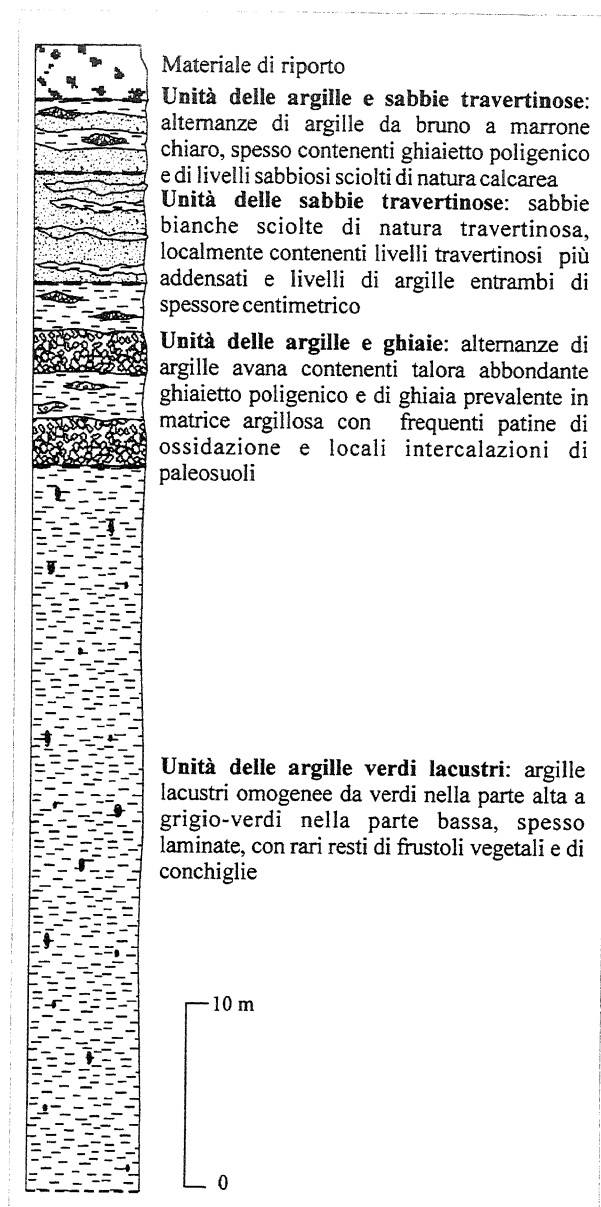 Materiale di riporto
Unità delle argille e sabbie travertinose:
alternanze di argille da bruno a marrone
chiaro, spesso contenenti ghiaietto poligenico
e di livelli sabbiosi sciolti di natura calcarea
Unità delle sabbie travertinose: sabbie
bianche sciolte di natura travertinosa,
localmente contenenti livelli travertinosi più
addensati e livelli di argille entrambi di
spessore centimetrico
Unità delle argille e ghiaie: alternanze di
argille avana contenenti talora abbondante
ghiaietto poligenico e di ghiaia prevalente in
matrice argillosa con frequenti patine di
ossidazione e locali intercalazioni di
paleosuoli
Unità delle argille verdi lacustri: argille
lacustri omogenee da verdi nella parte alta a
grigio-verdi nella parte bassa, spesso
laminate, con rari resti di frustoli vegetali e di
conchiglie
10 m
0